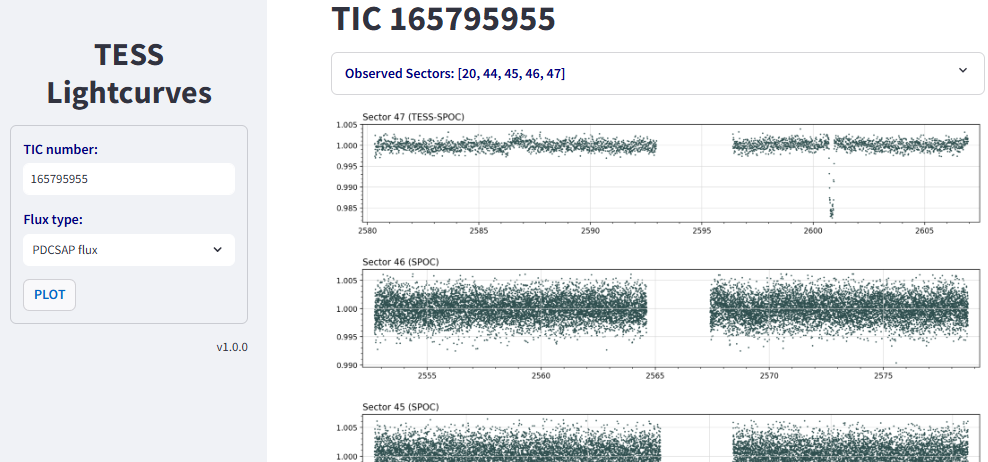 TESS
Lightcurves
TIC number:
165795955
Flux type:
PDCSAP flux
PLOT
v1.0.0
TIC 165795955
Observed Sectors: [20, 44, 45, 46, 47]
Sector 47 (TESS-SPOC)
1.005
1.000
0.995
0.990
0.985
2580 2585 2590 2595 2600 2605
Sector 46 (SPOC)
1.005
1.000
0.995
0.990
2555 2560 2565 2570 2575
Sector 45 (SPOC)
1.005
1.000